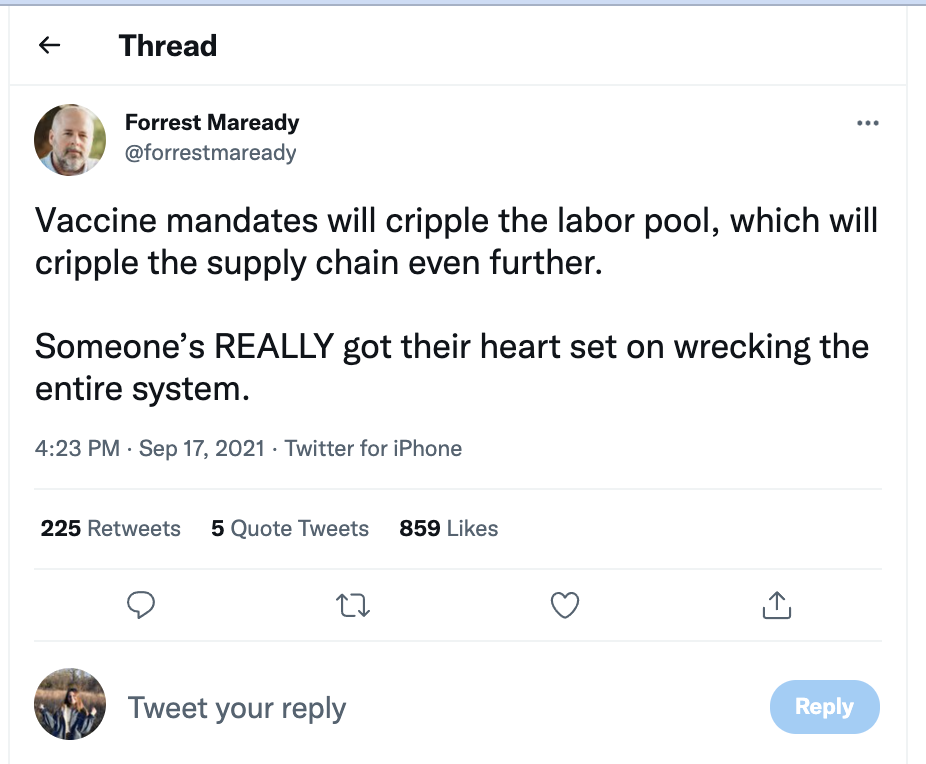 Thread
Forrest Maready
@forrestmaready
Vaccine mandates will cripple the labor pool, which will
cripple the supply chain even further.
Someone’s REALLY got their heart set on wrecking the
entire system.
4:23 PM · Sep 17, 2021 · Twitter for iPhone
225 Retweets 5 Quote Tweets 859 Likes
Tweet your reply
Reply